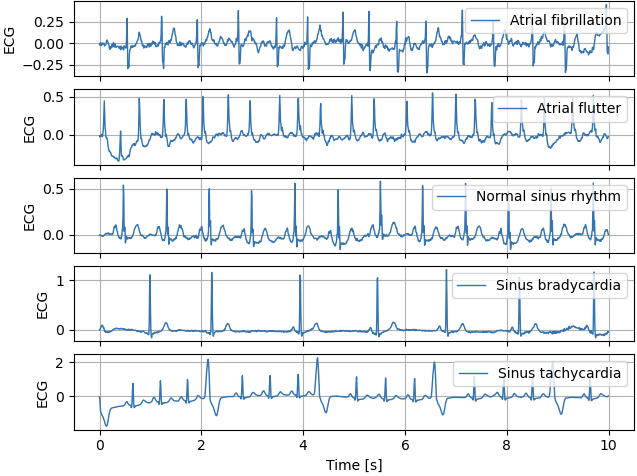 ECG
0.25
0.00
−0.25
Atrial fibrillation
ECG
0.5
0.0
Atrial flutter
ECG
0.5
0.0
Normal sinus rhythm
ECG
1
0
Sinus bradycardia
ECG
2
0
Sinus tachycardia
0 2 4 6 8 10
Time [s]